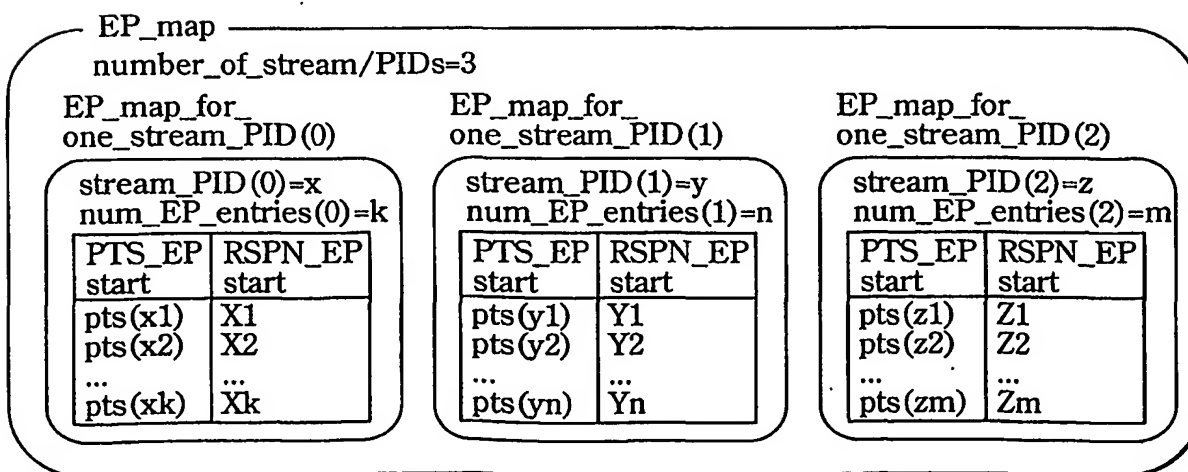 EP_map
number_of_stream/PIDs=3
EP_map_for_
one_stream_PID(0)
stream_PID(0)=x
num_EP_entries(0)=k
PTS_EP RSPN_EP
start start
pts(x1) X1
pts(x2) X2
... ...
pts(xk) Xk
EP_map_for_
one_stream_PID(1)
stream_PID(1)=y
num_EP_entries(1)=n
PTS_EP RSPN_EP
start start
pts(y1) Y1
pts(y2) Y2
... ...
pts(yn) Yn
EP_map_for_
one_stream_PID(2)
stream_PID(2)=z
num_EP_entries(2)=m
PTS_EP RSPN_EP
start start
pts(z1) Z1
pts(z2) Z2
... ...
pts(zm) Zm